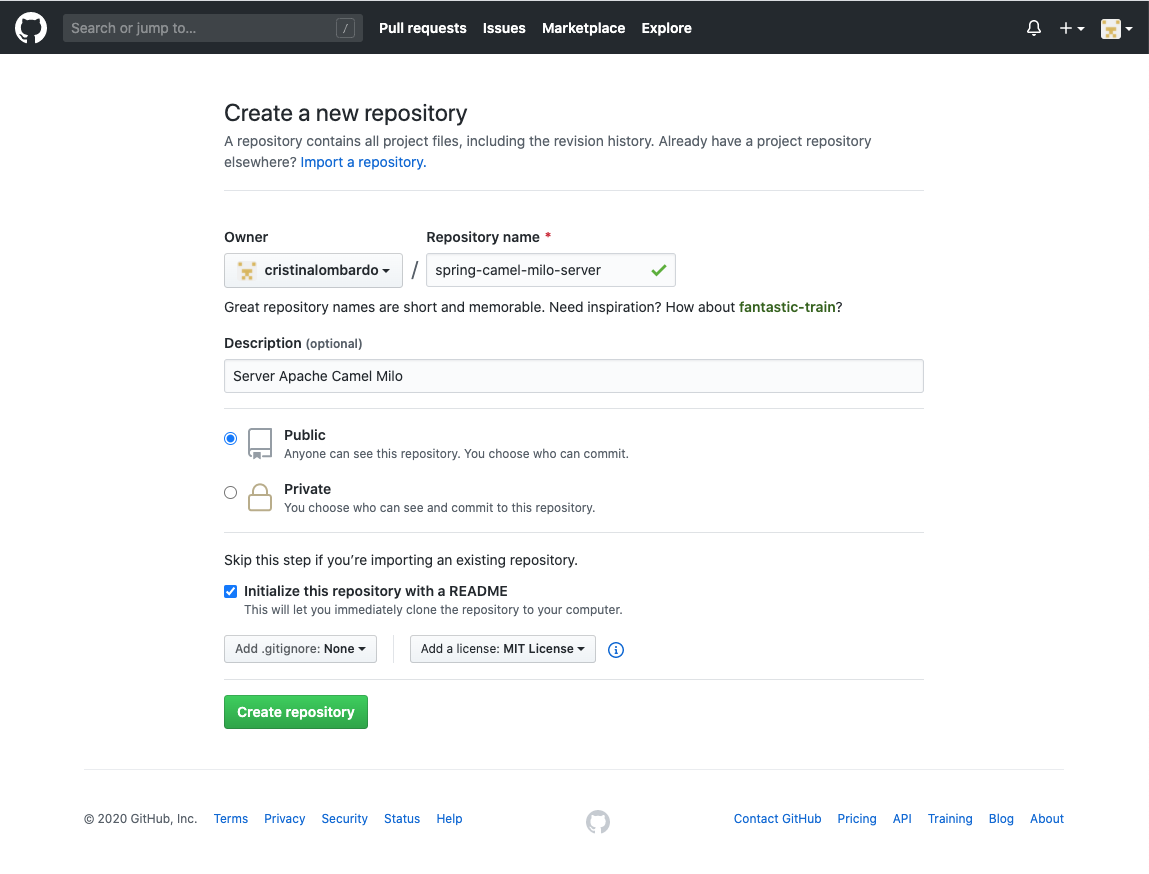 Search or jump to... /
Pull requests Issues Marketplace Explore
Create a new repository
A repository contains all project files, including the revision history. Already have a project repository
elsewhere? Import a repository.
Owner Repository name *
cristinalombardo / spring-camel-milo-server
Great repository names are short and memorable. Need inspiration? How about fantastic-train?
Description (optional)
Server Apache Camel Milo
Public
Anyone can see this repository. You choose who can commit.
Private
You choose who can see and commit to this repository.
Skip this step if you’re importing an existing repository.
Initialize this repository with a README
This will let you immediately clone the repository to your computer.
Add .gitignore: None Add a license: MIT License
Create repository
© 2020 GitHub, Inc. Terms Privacy Security Status Help Contact GitHub Pricing API Training Blog About